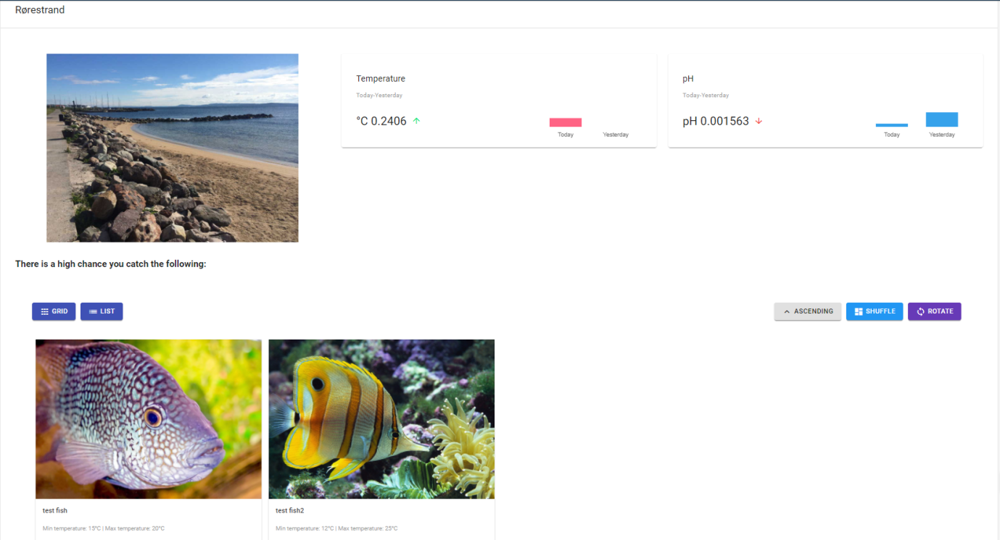 Rørestrand
Temperature
Today-Yesterday
°C 0.2406
Today
Yesterday
pH
Today-Yesterday
pH 0.001563
Today
Yesterday
There is a high chance you catch the following:
GRID
LIST
ASCENDING
SHUFFLE
ROTATE
test fish
Min temperature: 15°C | Max temperature: 20°C
test fish2
Min temperature: 12°C | Max temperature: 25°C